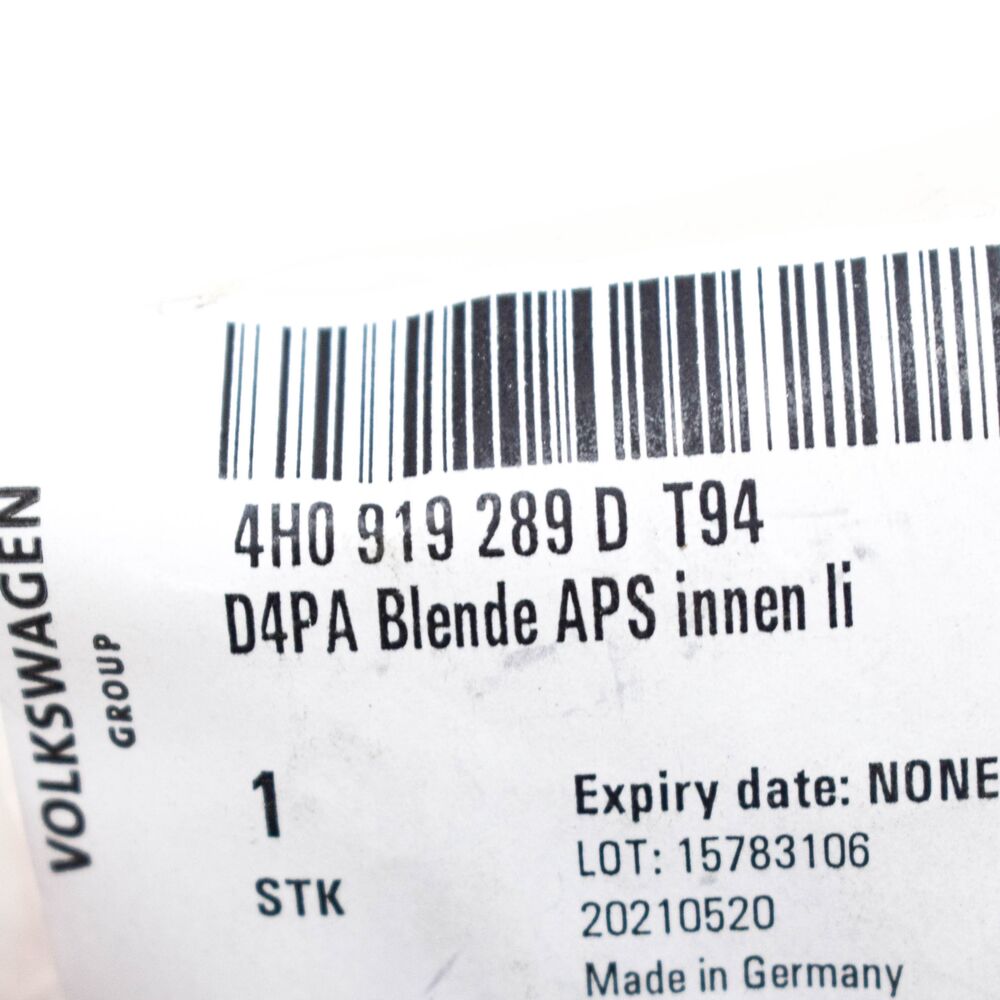 4H0 919 289 D T94
D4PA Blende APS innen li
VOLKSWAGEN
GROUP
1
STK
Expiry date: NONE
LOT: 15783106
20210520
Made in Germany